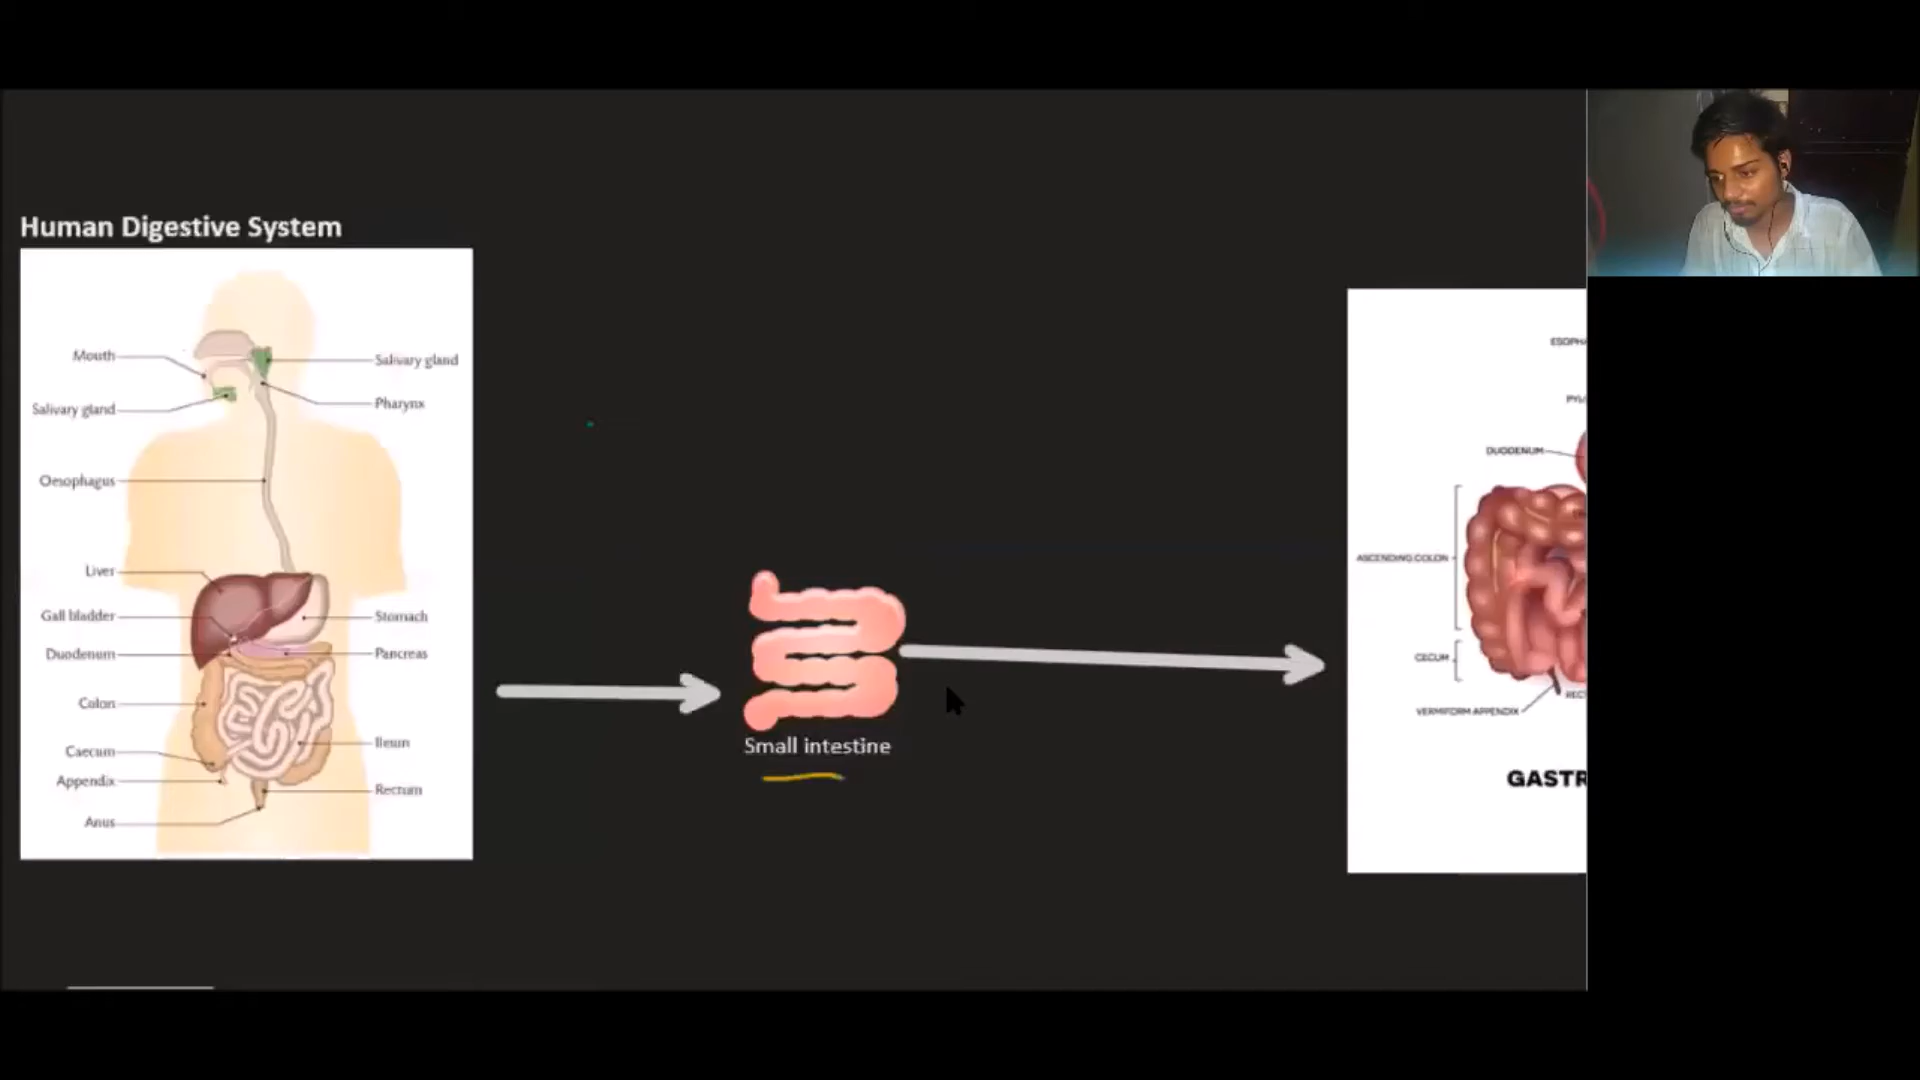 Human Digestive System
Mouth
Salivary gland
Salivary gland
Pharynx
Oesophagus
Liver
Gall bladder
Stomach
Duodenum
Pancreas
Colon
Ileum
Caecum
Appendix
Rectum
Anus
Small intestine
ESOPHA
DUODENUM
ASCENDING COLON
CECUM
REC
VERMIFORM APPENDIX
GASTR